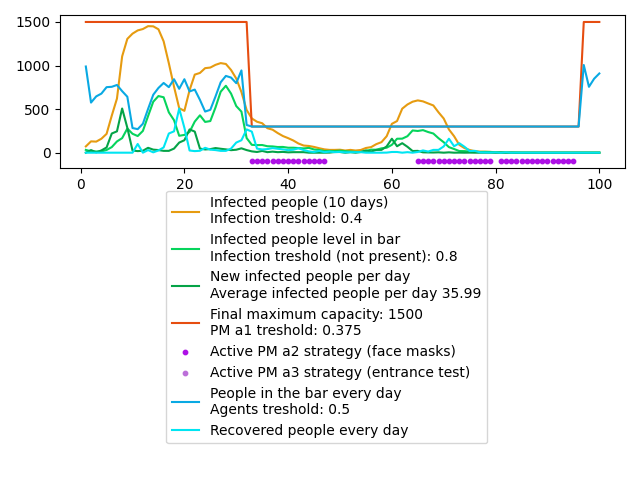 1500
1000
500
0
0
20
40
60
80
100
Infected people (10 days)
Infection treshold: 0.4
Infected people level in bar
Infection treshold (not present): 0.8
New infected people per day
Average infected people per day 35.99
Final maximum capacity: 1500
PM a1 treshold: 0.375
Active PM a2 strategy (face masks)
Active PM a3 strategy (entrance test)
People in the bar every day
Agents treshold: 0.5
Recovered people every day